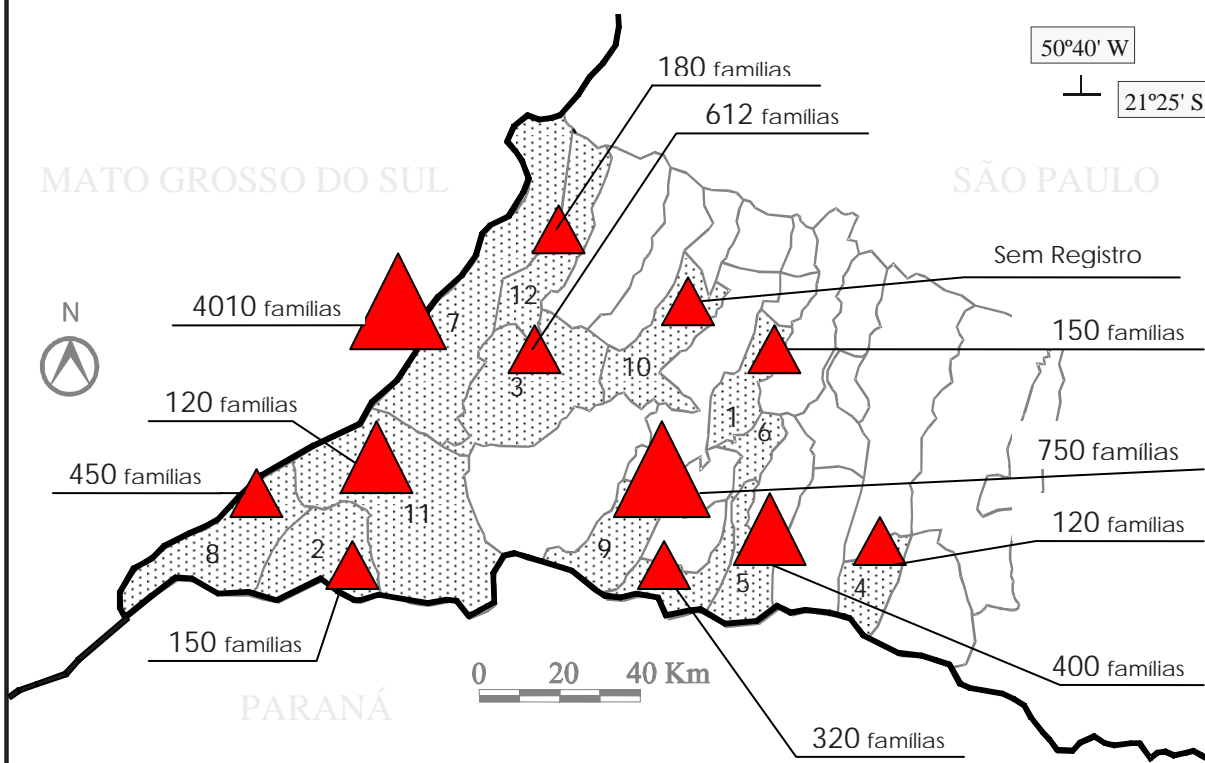 50º40' W
180 famílias
21º25' S
612 famílias
MATO GROSSO DO SUL
SÃO PAULO
Sem Registro
12
4010 famílias
N
7
150 famílias
10
3
120 famílias
1
6
750 famílias
450 famílias
11
120 famílias
8
2
9
5
4
150 famílias
400 famílias
0 20 40 Km
PARANÁ
320 famílias